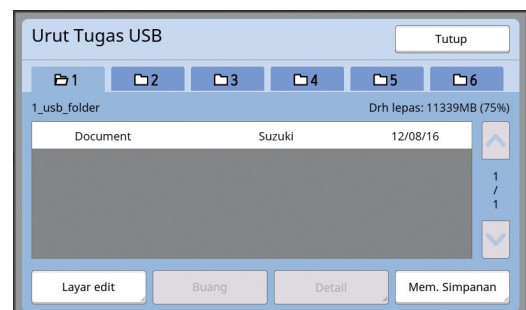 Urut Tugas USB
Tutup
1 2 3 4 5 6
1_usb_folder Drh lepas: 11339MB (75%)
Document Suzuki 12/08/16
1
/
1
Layar edit Buang Detail Mem. Simpanan